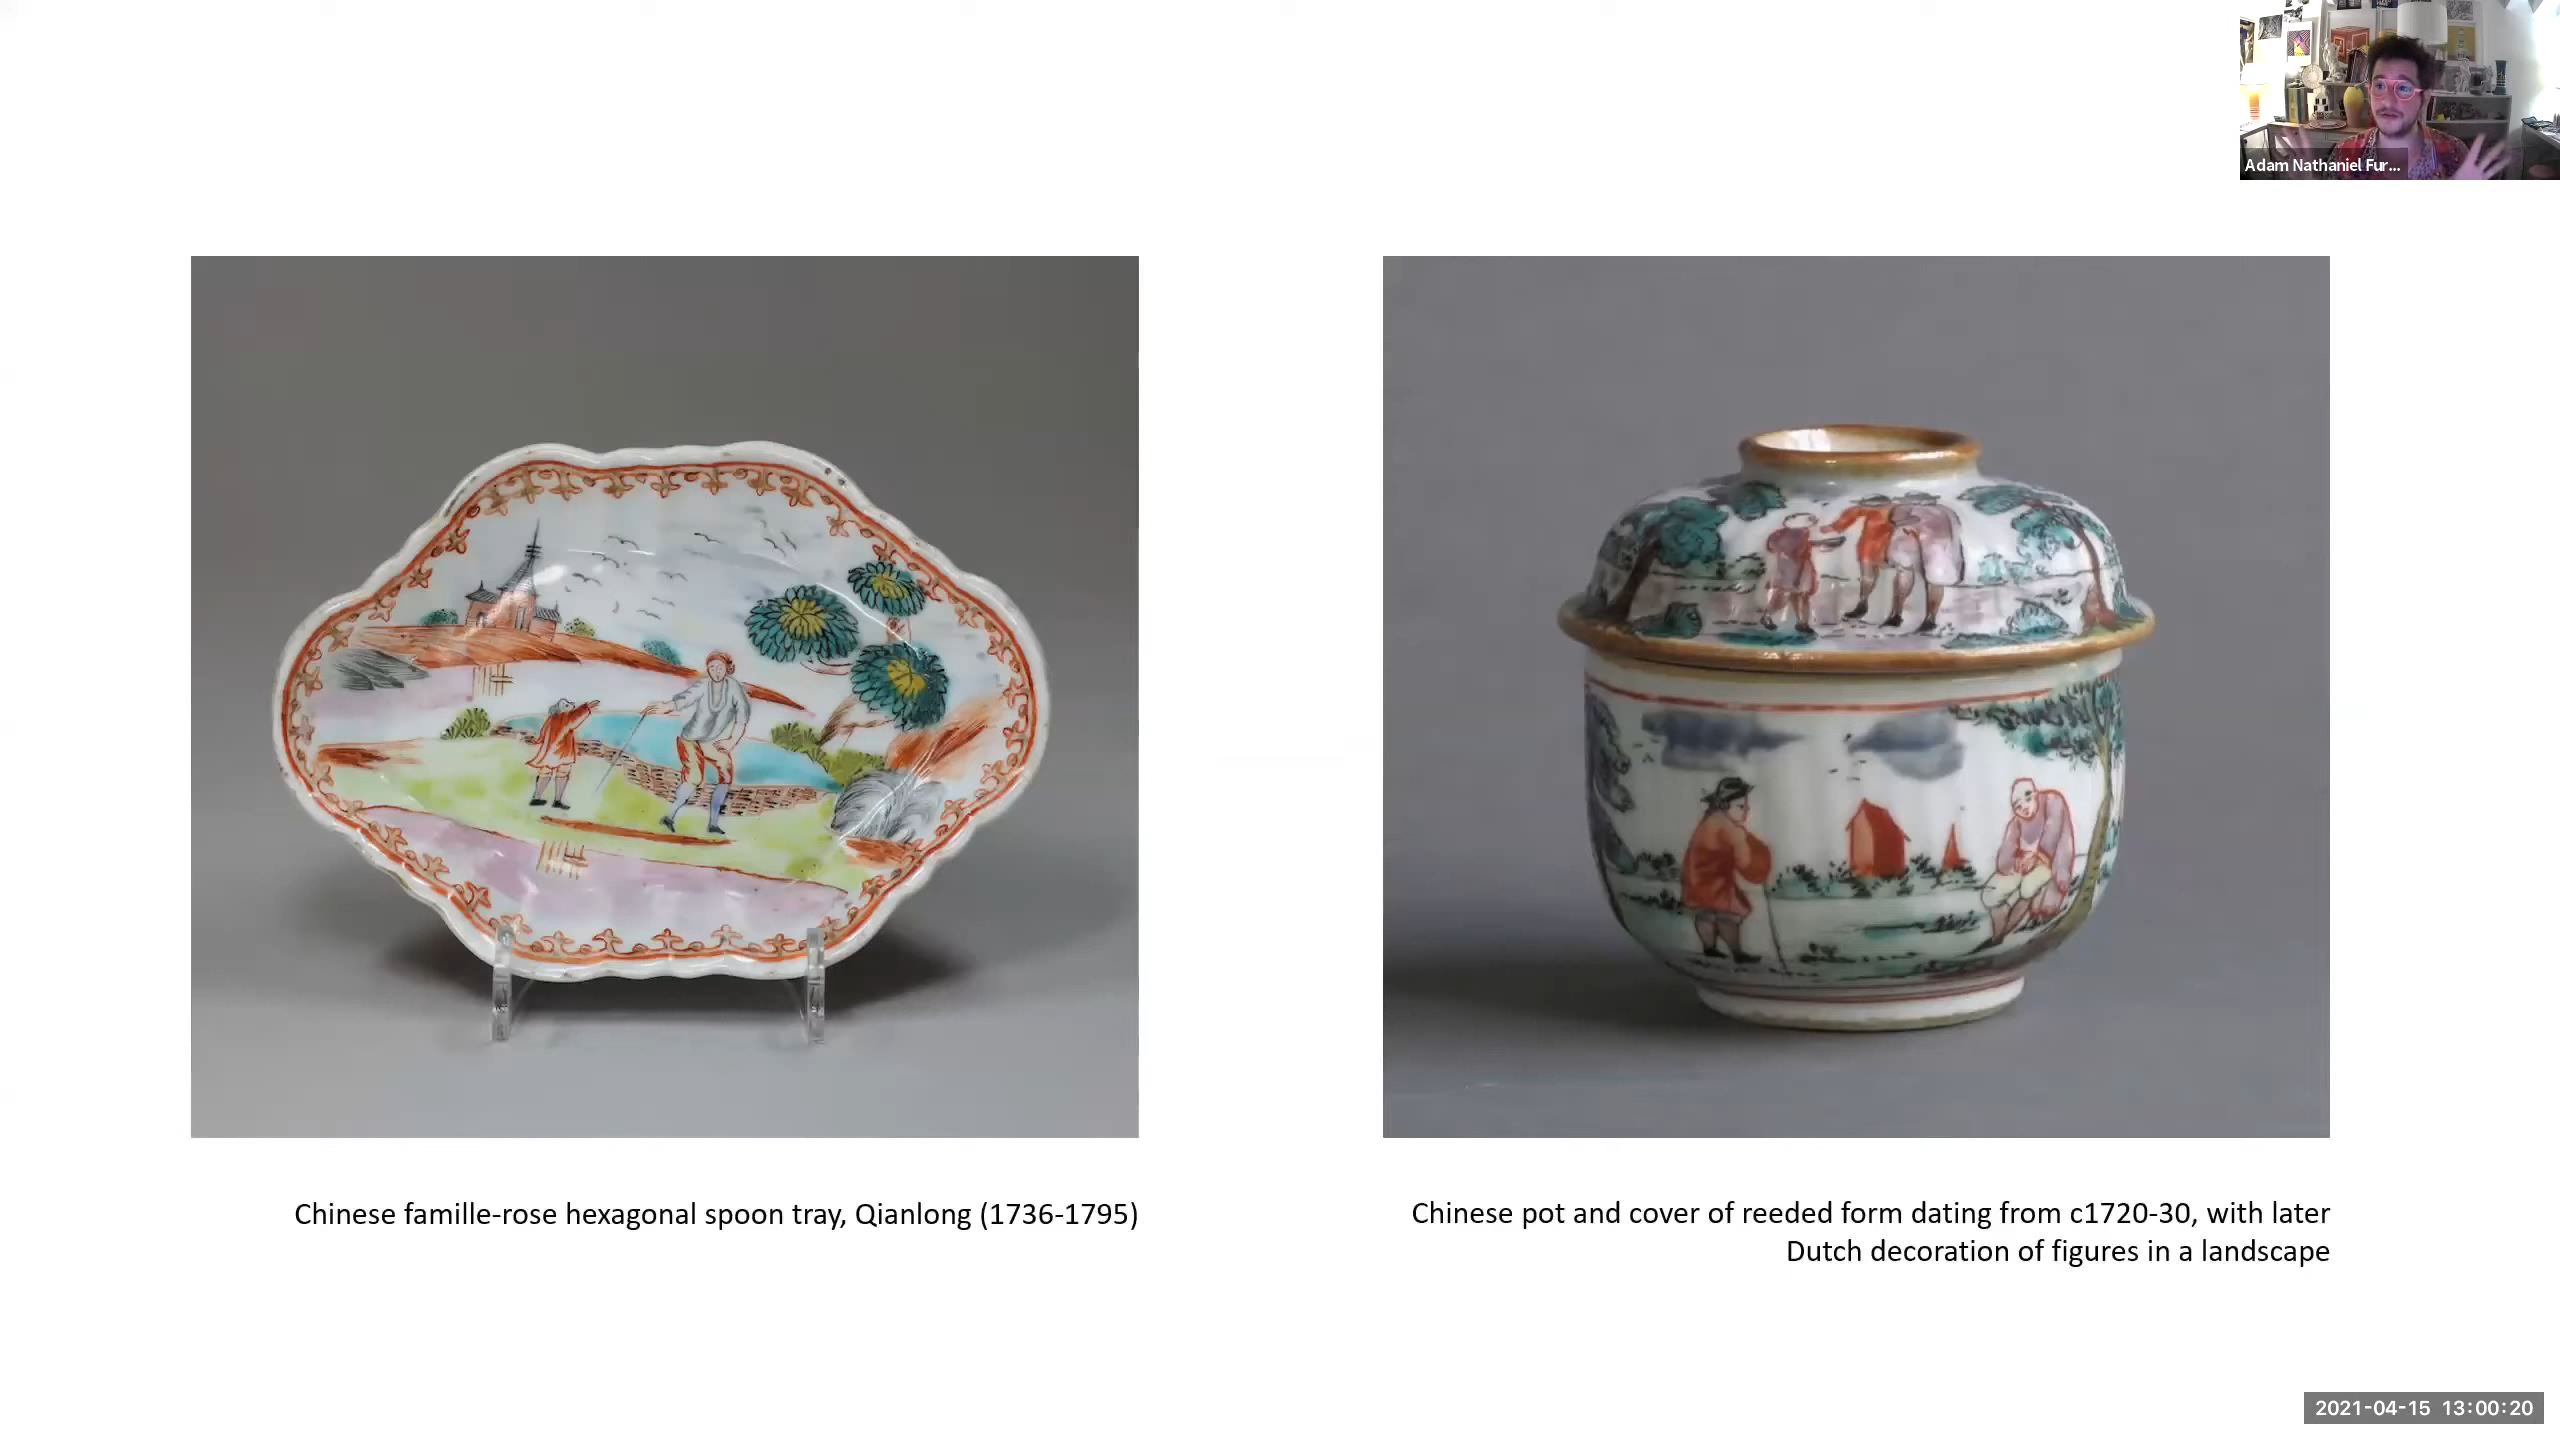 Adam Nathaniel Fur...
Chinese famille-rose hexagonal spoon tray, Qianlong (1736-1795)
Chinese pot and cover of reeded form dating from c1720-30, with later
Dutch decoration of figures in a landscape
2021-04-15 13:00:20